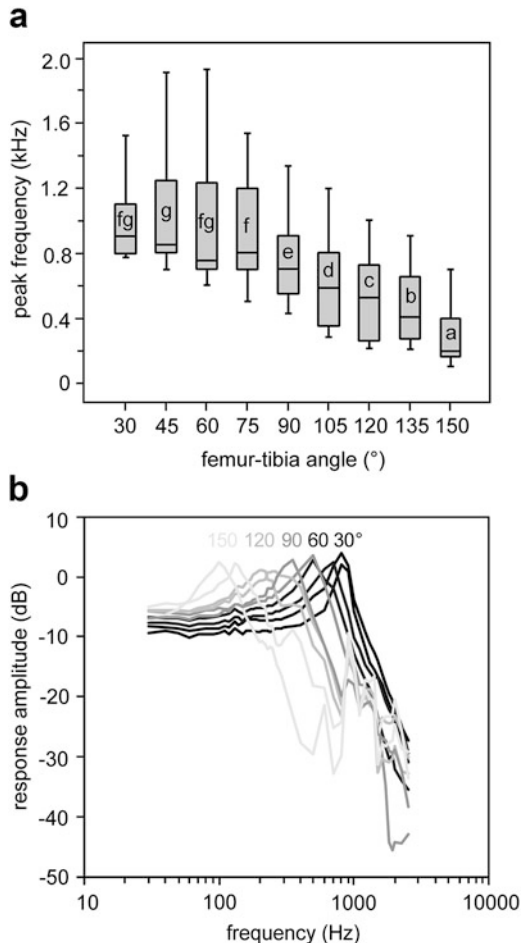 a
peak frequency (kHz)
2.0
1.6
1.2
0.8
0.4
0
fg
g
fg
f
e
d
c
b
a
30 45 60 75 90 105 120 135 150
femur-tibia angle (°)
b
response amplitude (dB)
10
0
-10
-20
-30
-40
-50
150 120 90 60 30°
10 100 1000 10000
frequency (Hz)